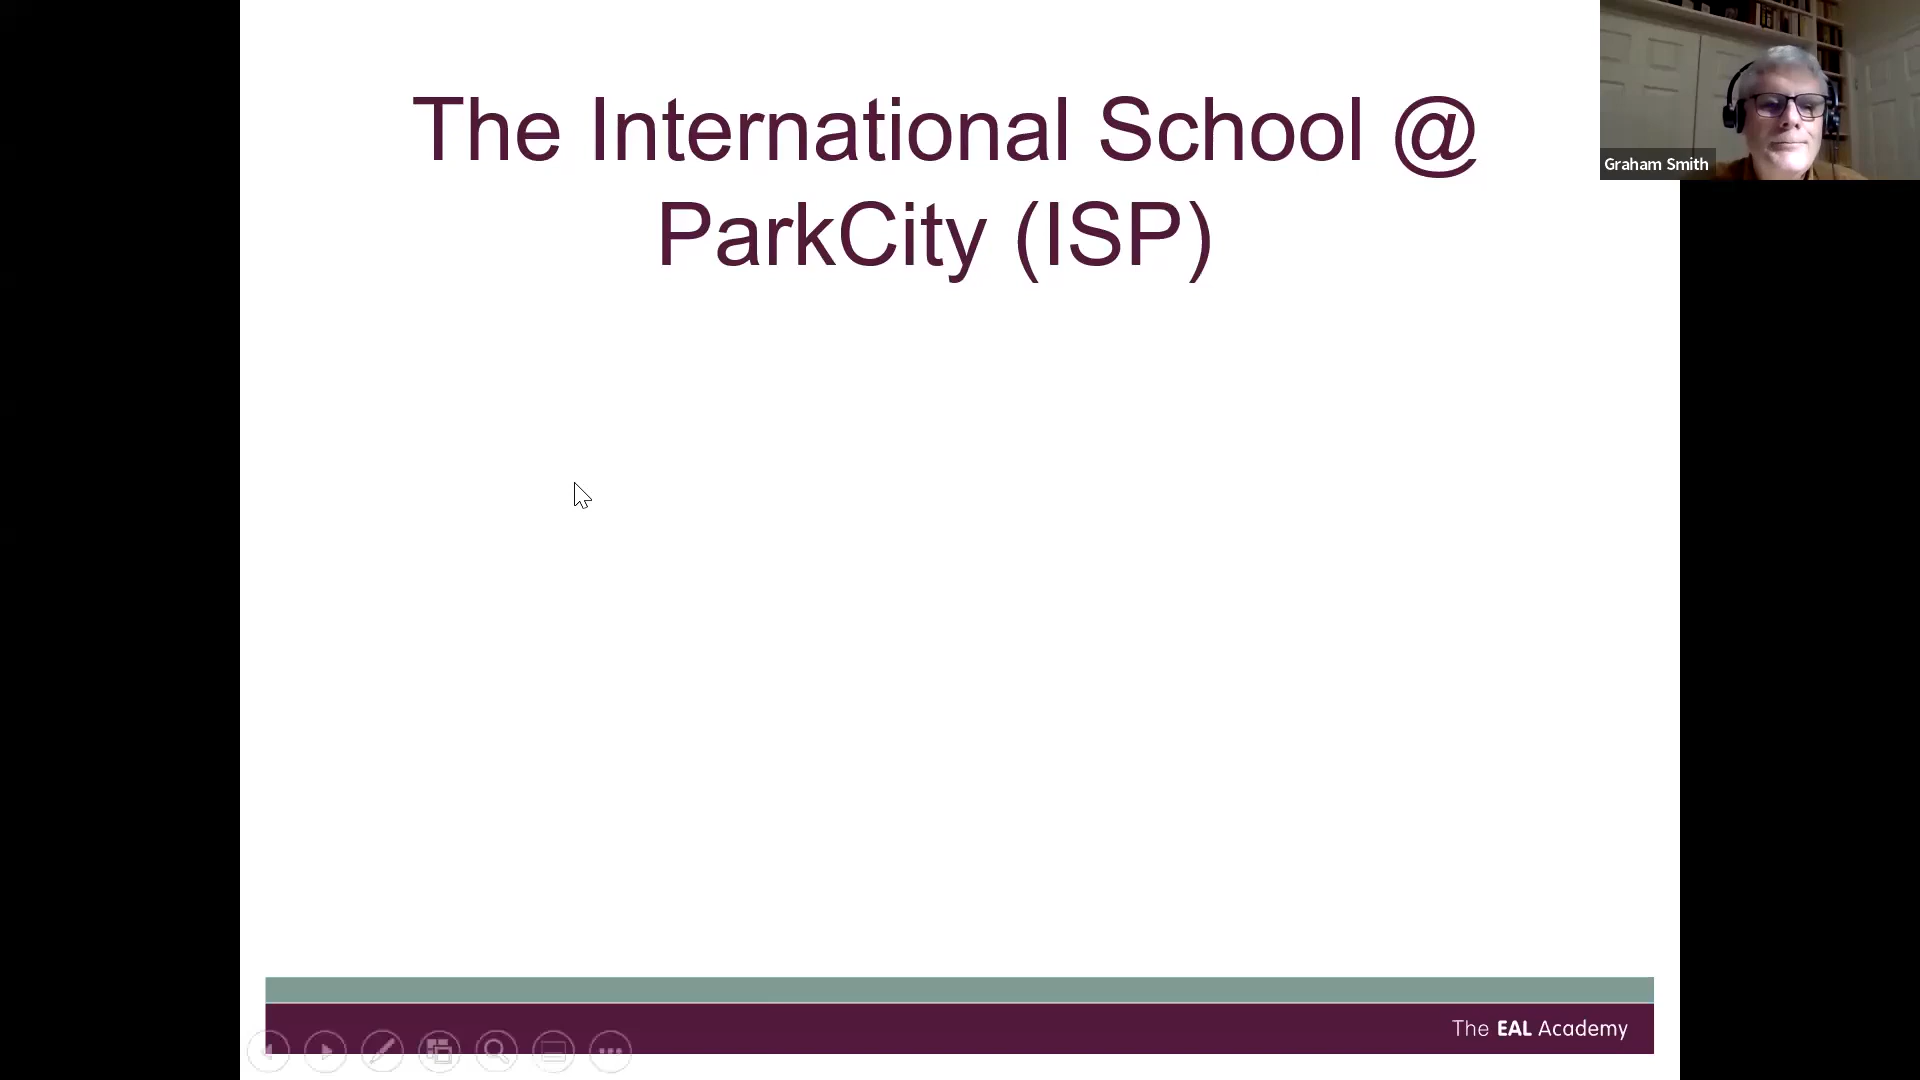 The International School @
ParkCity (ISP)
Graham Smith
The EAL Academy